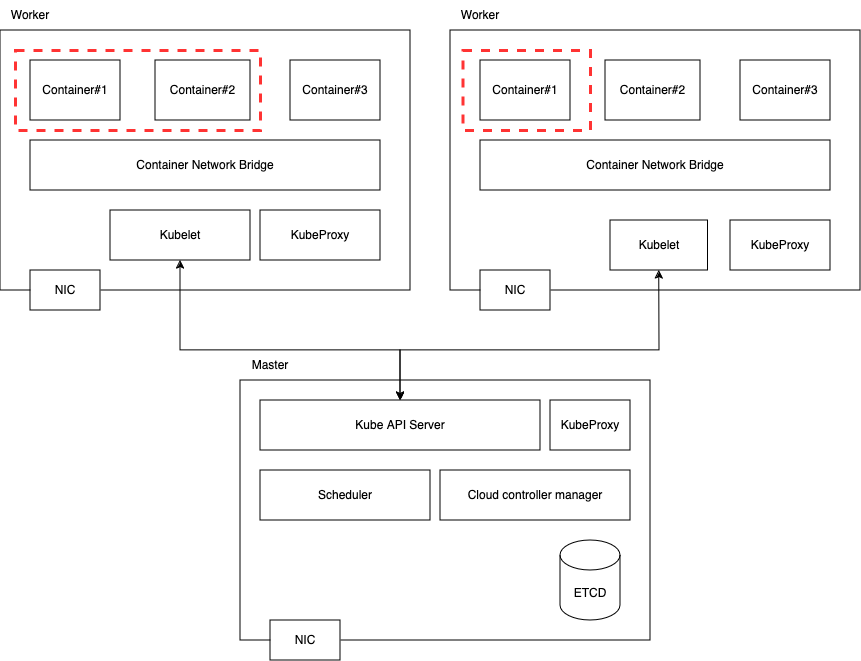 Worker
Container#1
Container#2
Container#3
Container Network Bridge
Kubelet
KubeProxy
NIC
Worker
Container#1
Container#2
Container#3
Container Network Bridge
Kubelet
KubeProxy
NIC
Master
Kube API Server
KubeProxy
Scheduler
Cloud controller manager
ETCD
NIC